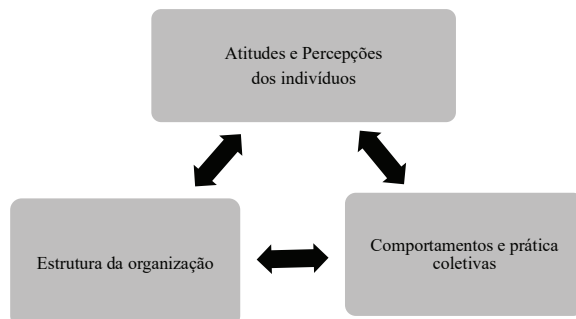 Atitudes e Percepções
dos indivíduos
Estrutura da organização
Comportamentos e prática
coletivas